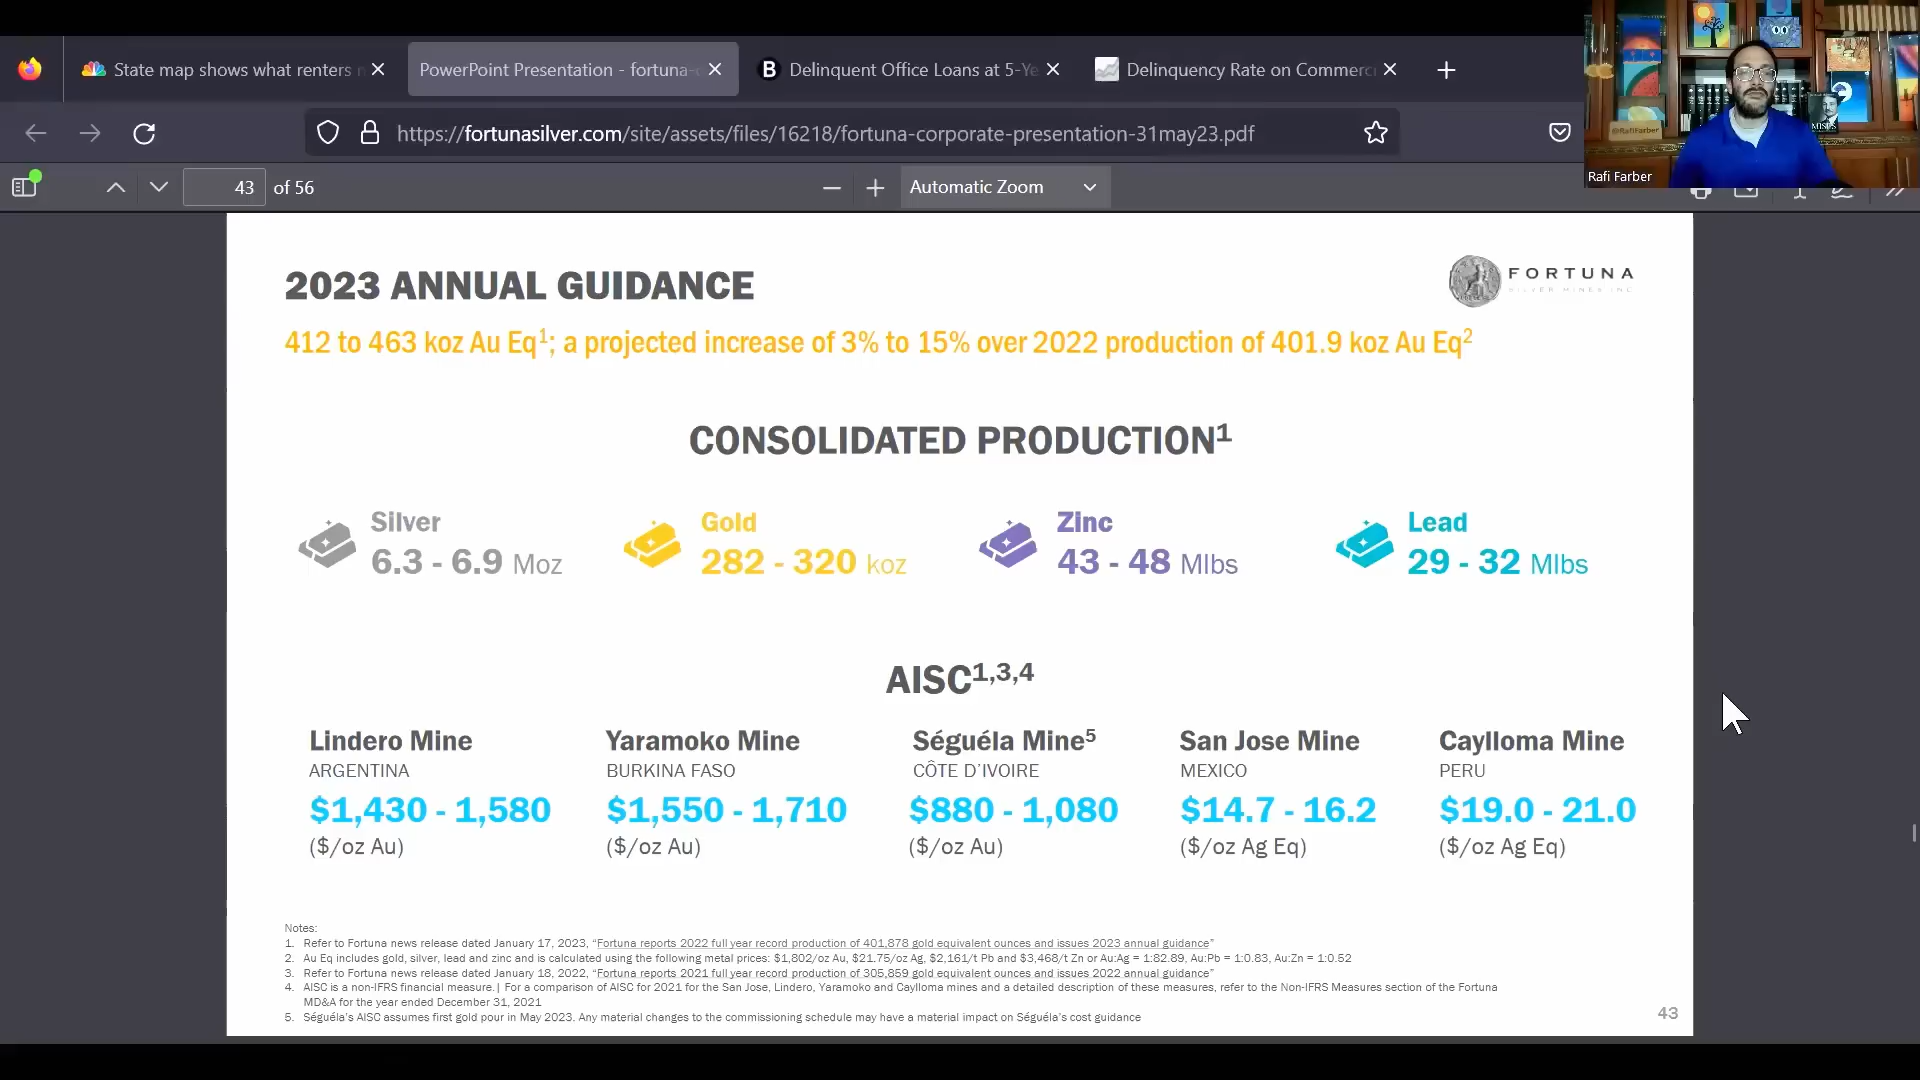 State map shows what renters n
PowerPoint Presentation - fortuna-c
B Delinquent Office Loans at 5-Ye
Delinquency Rate on Commerci
https://fortunasilver.com/site/assets/files/16218/fortuna-corporate-presentation-31may23.pdf
43 of 56
Automatic Zoom
@RafiFarber
MISES
Rafi Farber
2023 ANNUAL GUIDANCE
FORTUNA
SILVER MINES INC
412 to 463 koz Au Eq¹; a projected increase of 3% to 15% over 2022 production of 401.9 koz Au Eq²
CONSOLIDATED PRODUCTION¹
Silver
6.3 - 6.9 Moz
Gold
282 - 320 koz
Zinc
43 - 48 Mlbs
Lead
29 - 32 Mlbs
AISC¹,³,⁴
Lindero Mine
ARGENTINA
$1,430 - 1,580
($/oz Au)
Yaramoko Mine
BURKINA FASO
$1,550 - 1,710
($/oz Au)
Séguéla Mine⁵
CÔTE D'IVOIRE
$880 - 1,080
($/oz Au)
San Jose Mine
MEXICO
$14.7 - 16.2
($/oz Ag Eq)
Caylloma Mine
PERU
$19.0 - 21.0
($/oz Ag Eq)
Notes:
1. Refer to Fortuna news release dated January 17, 2023, “Fortuna reports 2022 full year record production of 401,878 gold equivalent ounces and issues 2023 annual guidance”
2. Au Eq includes gold, silver, lead and zinc and is calculated using the following metal prices: $1,802/oz Au, $21.75/oz Ag, $2,161/t Pb and $3,468/t Zn or Au:Ag = 1:82.89, Au:Pb = 1:0.83, Au:Zn = 1:0.52
3. Refer to Fortuna news release dated January 18, 2022, “Fortuna reports 2021 full year record production of 305,859 gold equivalent ounces and issues 2022 annual guidance”
4. AISC is a non-IFRS financial measure.| For a comparison of AISC for 2021 for the San Jose, Lindero, Yaramoko and Caylloma mines and a detailed description of these measures, refer to the Non-IFRS Measures section of the Fortuna
MD&A for the year ended December 31, 2021
5. Séguéla’s AISC assumes first gold pour in May 2023. Any material changes to the commissioning schedule may have a material impact on Séguéla’s cost guidance
43